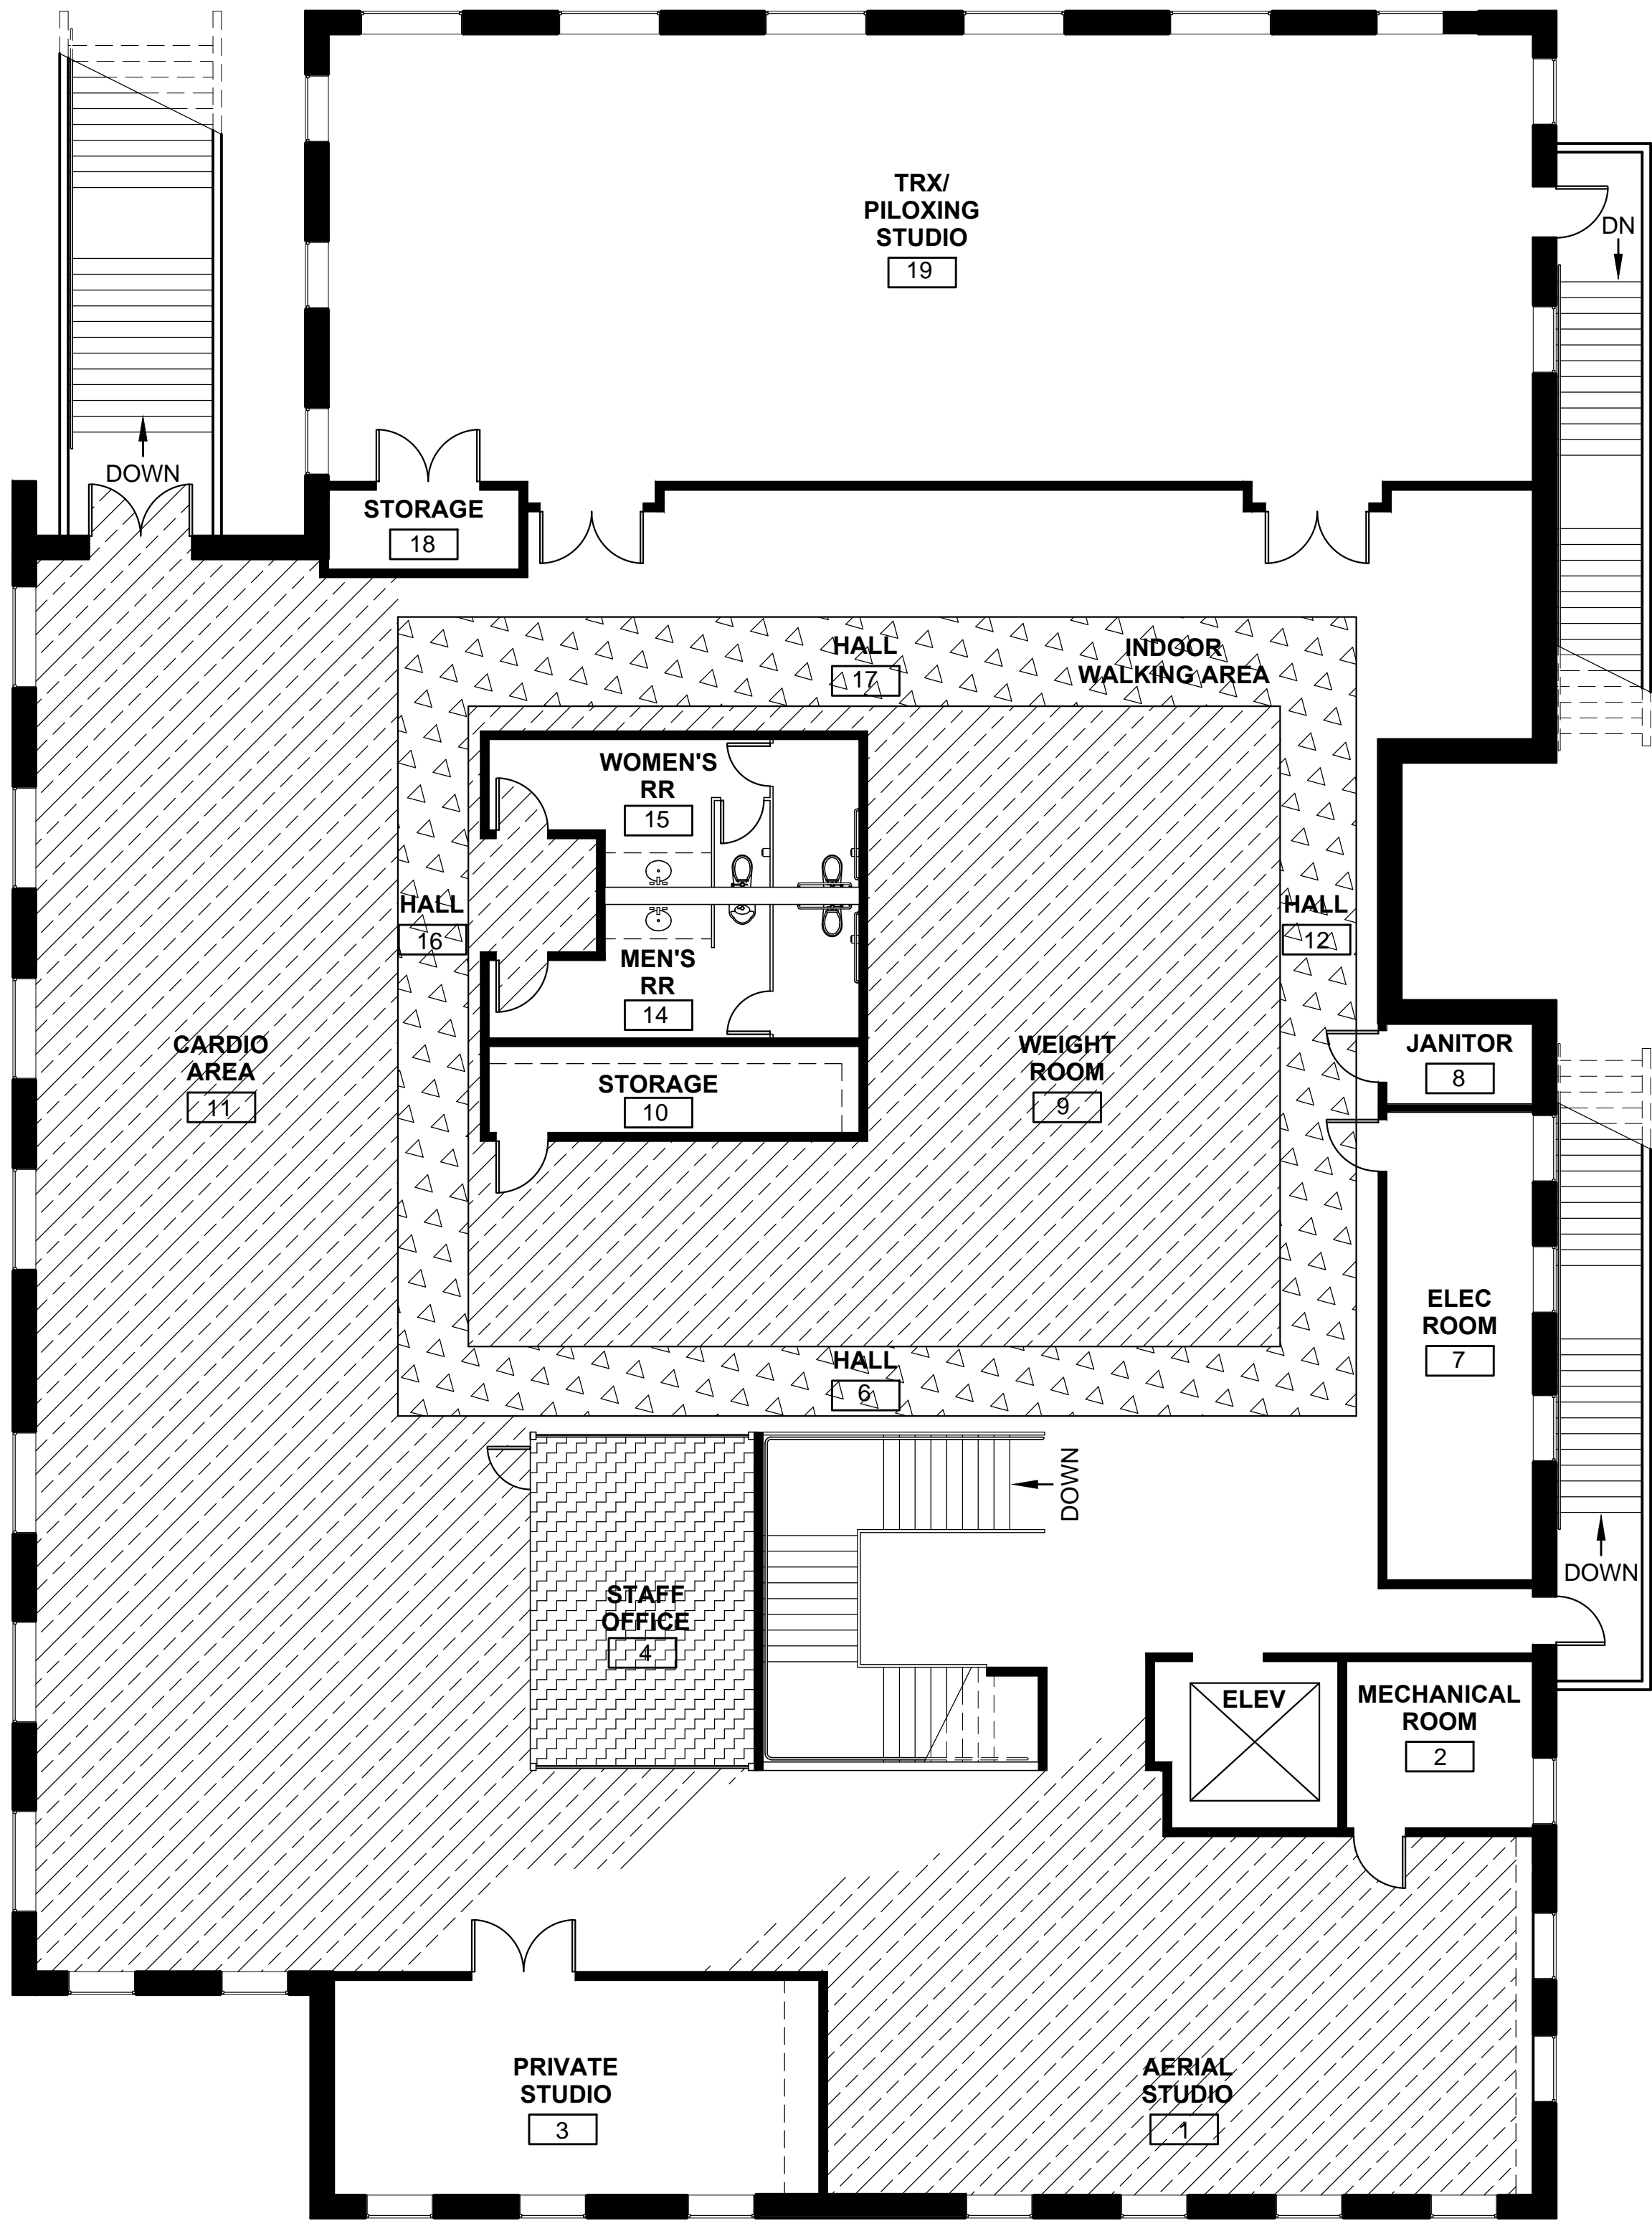 TRX/
PILOXING
STUDIO
19
DN
DOWN
STORAGE
18
HALL
17
INDOOR
WALKING AREA
WOMEN'S
RR
15
HALL
16
HALL
12
MEN'S
RR
14
CARDIO
AREA
11
WEIGHT
ROOM
9
JANITOR
8
STORAGE
10
ELEC
ROOM
7
HALL
6
DOWN
DOWN
STAFF
OFFICE
4
ELEV
MECHANICAL
ROOM
2
PRIVATE
STUDIO
3
AERIAL
STUDIO
1